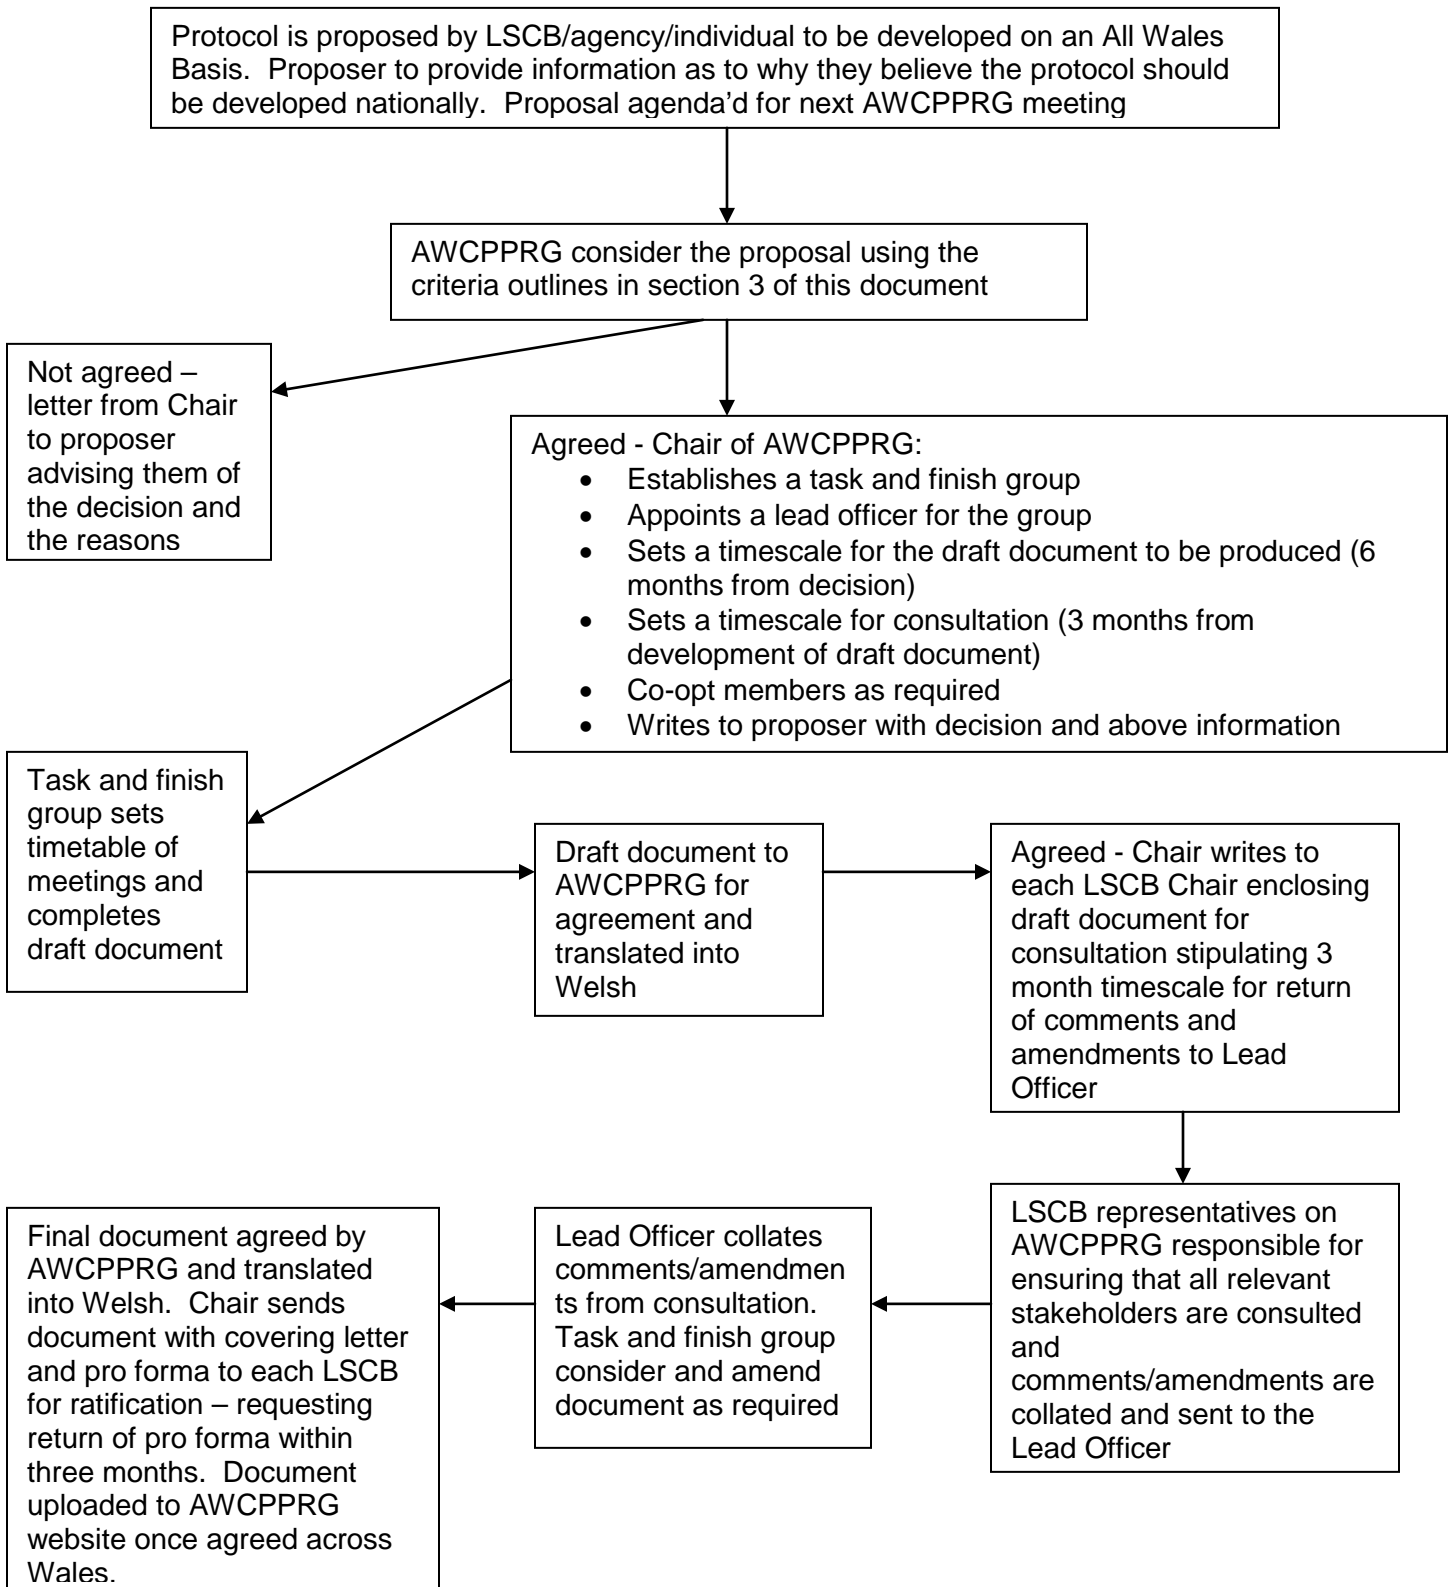 Protocol is proposed by LSCB/agency/individual to be developed on an All Wales
Basis.  Proposer to provide information as to why they believe the protocol should
be developed nationally.  Proposal agenda'd for next AWCPPRG meeting
AWCPPRG consider the proposal using the
criteria outlines in section 3 of this document
Not agreed –
letter from Chair
to proposer
advising them of
the decision and
the reasons
Agreed - Chair of AWCPPRG:
• Establishes a task and finish group
• Appoints a lead officer for the group
• Sets a timescale for the draft document to be produced (6
months from decision)
• Sets a timescale for consultation (3 months from
development of draft document)
• Co-opt members as required
• Writes to proposer with decision and above information
Task and finish
group sets
timetable of
meetings and
completes
draft document
Draft document to
AWCPPRG for
agreement and
translated into
Welsh
Agreed - Chair writes to
each LSCB Chair enclosing
draft document for
consultation stipulating 3
month timescale for return
of comments and
amendments to Lead
Officer
LSCB representatives on
AWCPPRG responsible for
ensuring that all relevant
stakeholders are consulted
and
comments/amendments are
collated and sent to the
Lead Officer
Lead Officer collates
comments/amendmen
ts from consultation.
Task and finish group
consider and amend
document as required
Final document agreed by
AWCPPRG and translated
into Welsh.  Chair sends
document with covering letter
and pro forma to each LSCB
for ratification – requesting
return of pro forma within
three months.  Document
uploaded to AWCPPRG
website once agreed across
Wales.